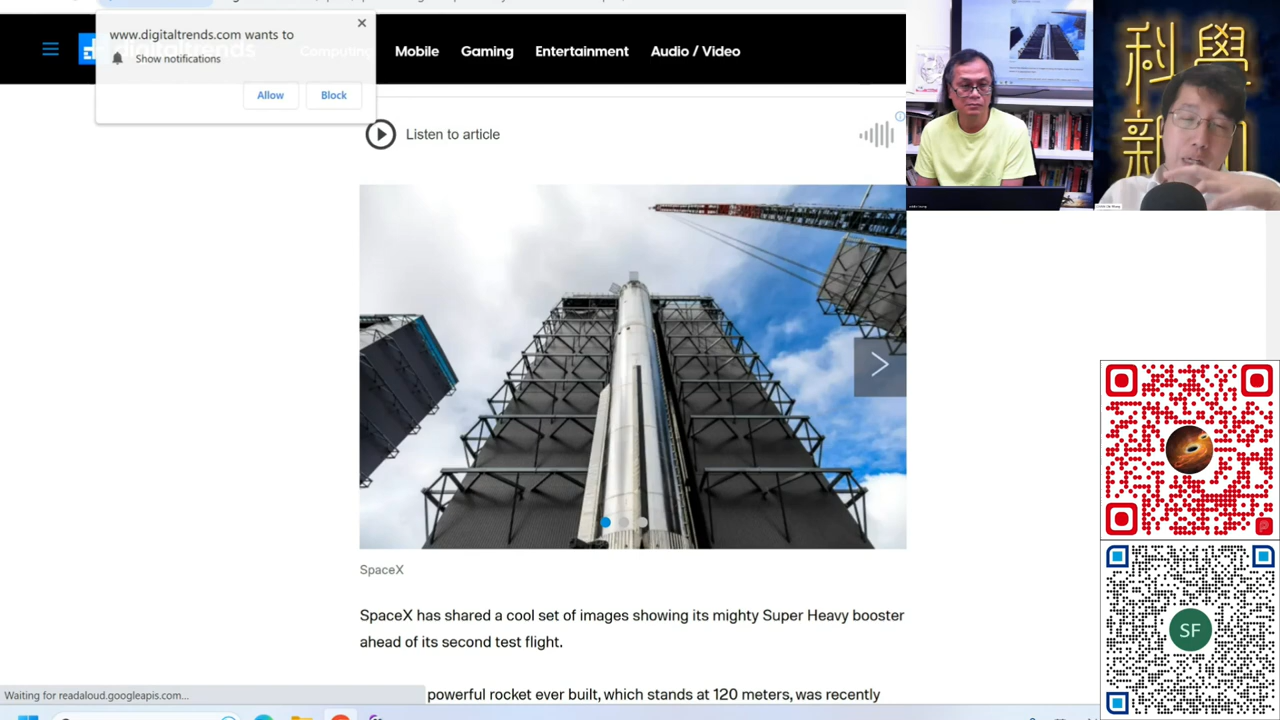 www.digitaltrends.com wants to
Show notifications
Allow
Block
digitaltrends
Computing
Mobile
Gaming
Entertainment
Audio / Video
Listen to article
SpaceX
SpaceX has shared a cool set of images showing its mighty Super Heavy booster
ahead of its second test flight.
powerful rocket ever built, which stands at 120 meters, was recently
Waiting for readaloud.googleapis.com...
科學
新
SF